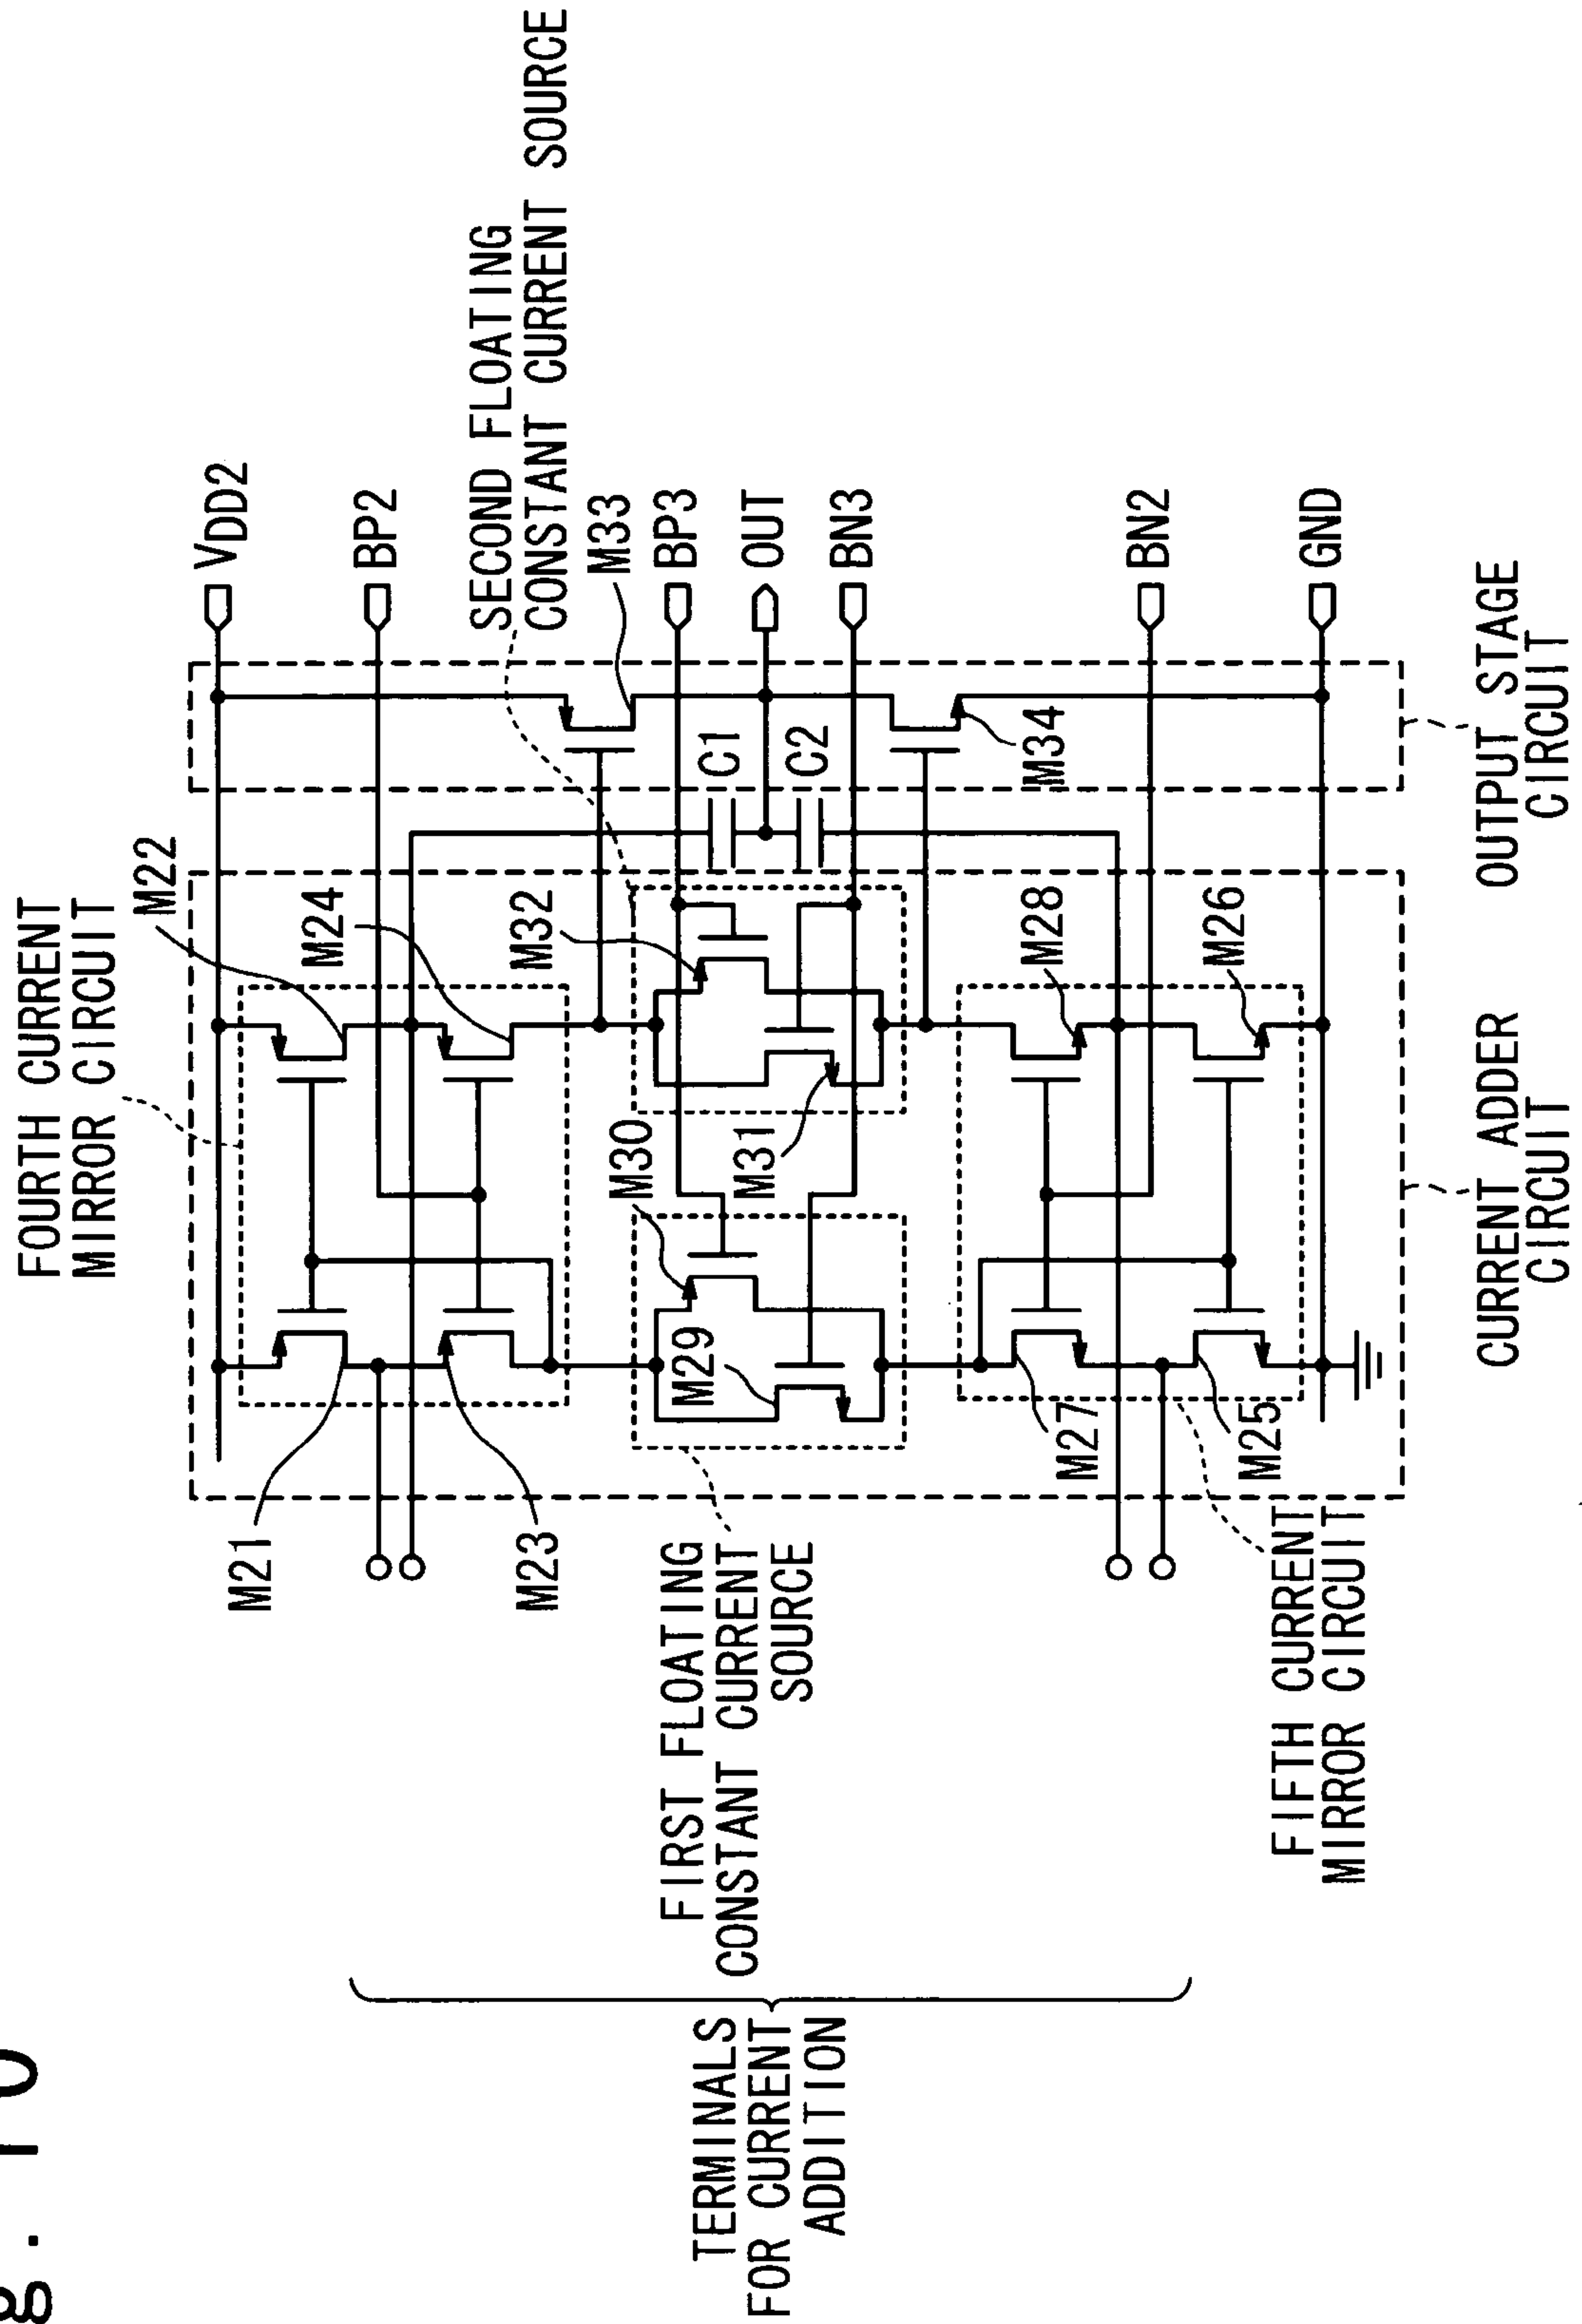 g. 10
TERMINALS
FOR CURRENT
ADDITION
FOURTH CURRENT
MIRROR CIRCUIT
M22
M24
M21
M23
FIRST FLOATING
CONSTANT CURRENT
SOURCE
SECOND FLOATING
CONSTANT CURRENT SOURCE
M33
M32
M30
M31
M29
C1
C2
M34
M28
M26
M27
M25
FIFTH CURRENT
MIRROR CIRCUIT
CURRENT ADDER
CIRCUIT
OUTPUT STAGE
CIRCUIT
VDD2
BP2
BP3
OUT
BN3
BN2
GND